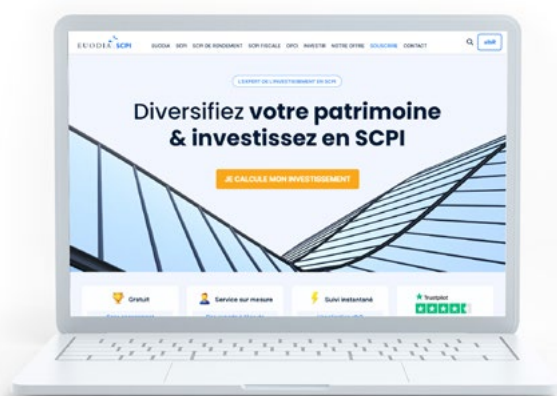 EUODIA SCPI
EUODIA SCPI SCPI DE RENDEMENT SCPI FISCALE OPCI INVESTIR NOTRE OFFRE SOUSCRIRE CONTACT
L'EXPERT DE L'INVESTISSEMENT EN SCPI
Diversifiez votre patrimoine
& investissez en SCPI
JE CALCULE MON INVESTISSEMENT
Gratuit
Service sur mesure
Suivi instantané
Trustpilot